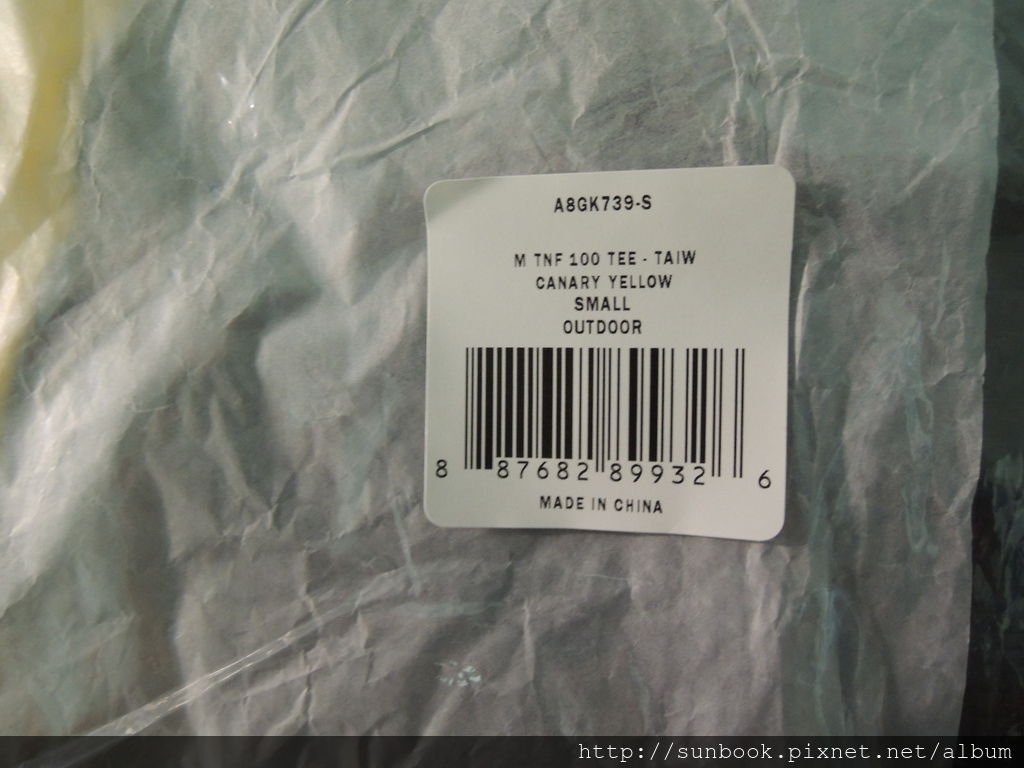 A8GK739-S
M TNF 100 TEE - TAIW
CANARY YELLOW
SMALL
OUTDOOR
8 87682 89932 6
MADE IN CHINA
http://sunbook.pixnet.net/album